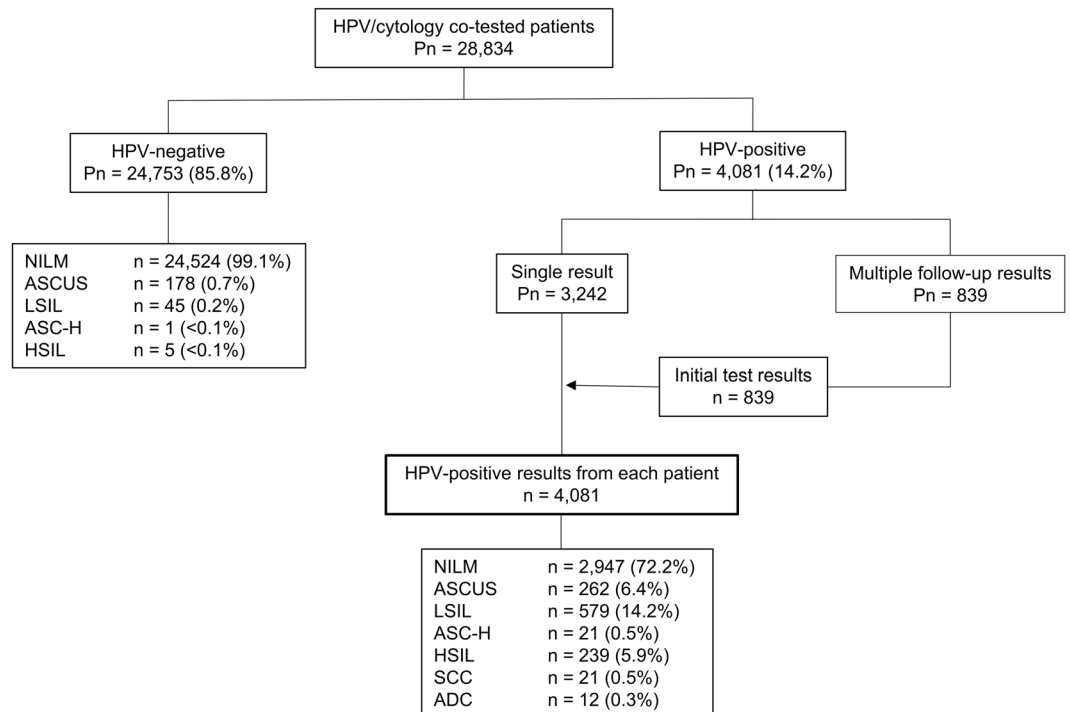 HPV/cytology co-tested patients
Pn = 28,834
HPV-negative
Pn = 24,753 (85.8%)
HPV-positive
Pn = 4,081 (14.2%)
NILM n = 24,524 (99.1%)
ASCUS n = 178 (0.7%)
LSIL n = 45 (0.2%)
ASC-H n = 1 (<0.1%)
HSIL n = 5 (<0.1%)
Single result
Pn = 3,242
Multiple follow-up results
Pn = 839
Initial test results
n = 839
HPV-positive results from each patient
n = 4,081
NILM n = 2,947 (72.2%)
ASCUS n = 262 (6.4%)
LSIL n = 579 (14.2%)
ASC-H n = 21 (0.5%)
HSIL n = 239 (5.9%)
SCC n = 21 (0.5%)
ADC n = 12 (0.3%)